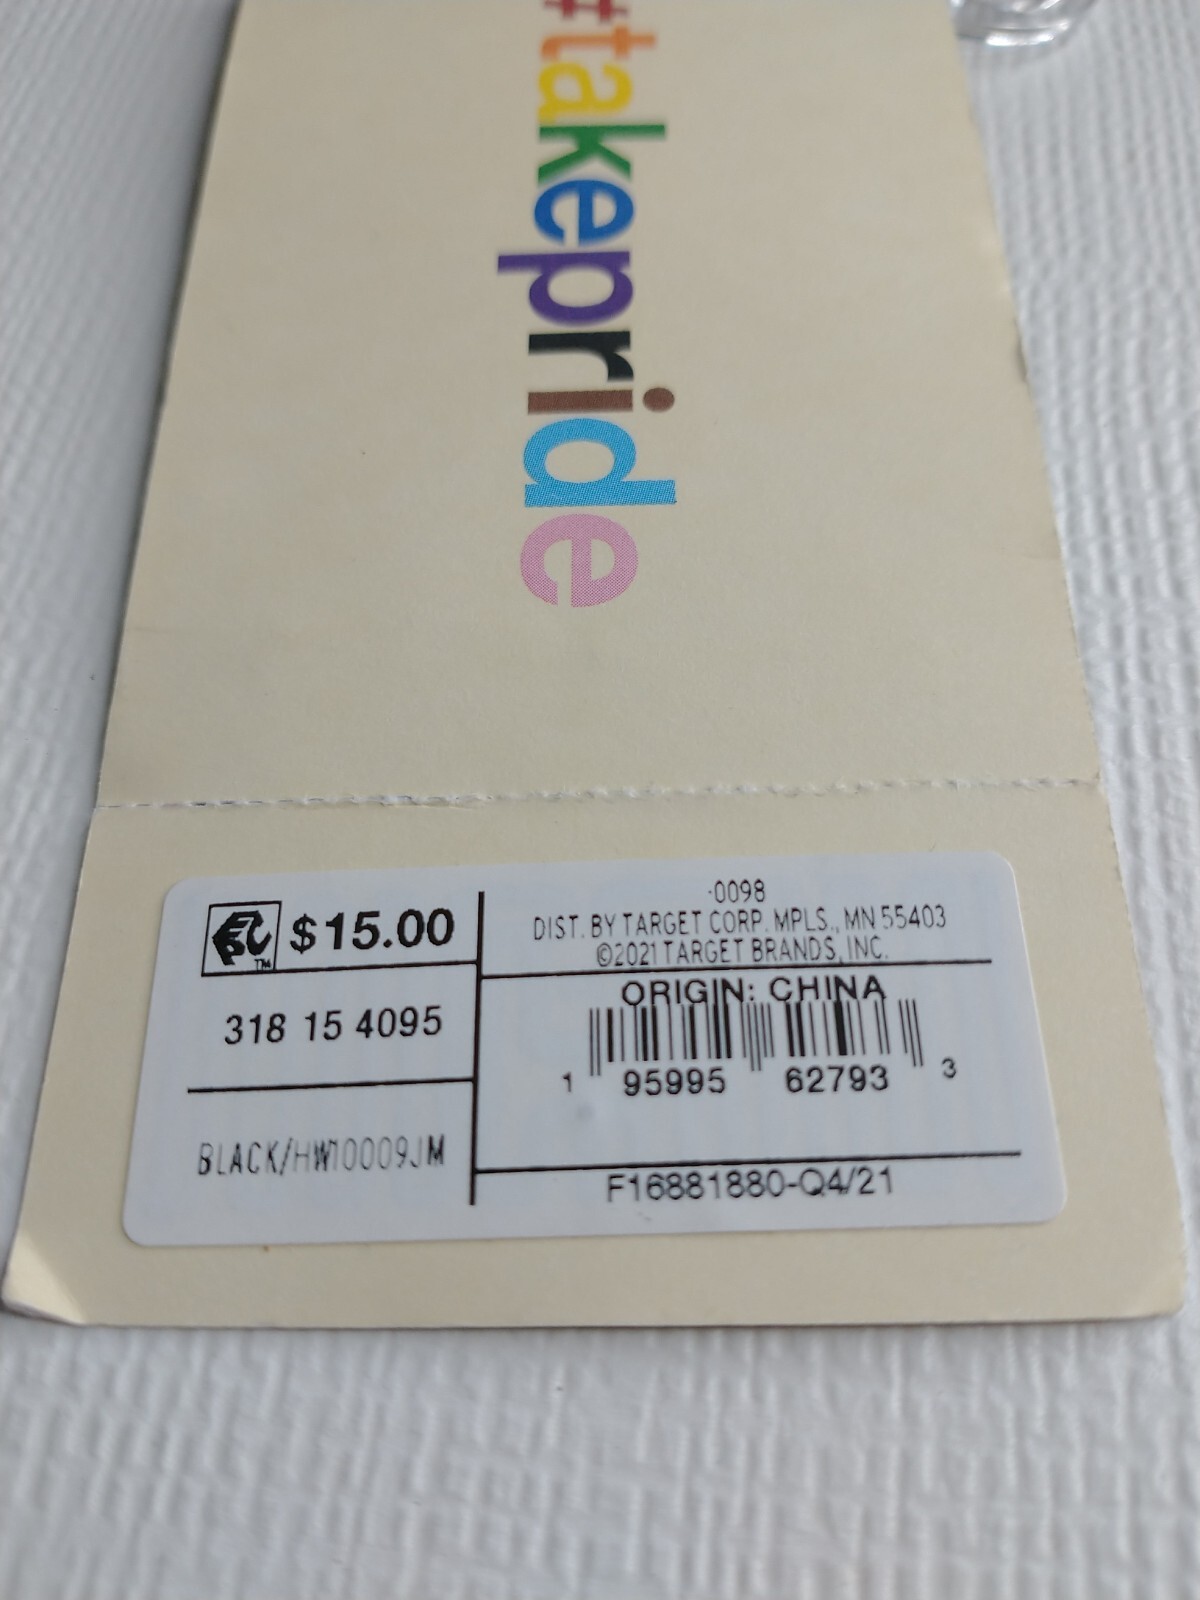 #takepride
$15.00
318 15 4095
BLACK/HW10009JM
0098
DIST. BY TARGET CORP. MPLS., MN 55403
©2021 TARGET BRANDS, INC.
ORIGIN: CHINA
1 95995 62793 3
F16881880-Q4/21